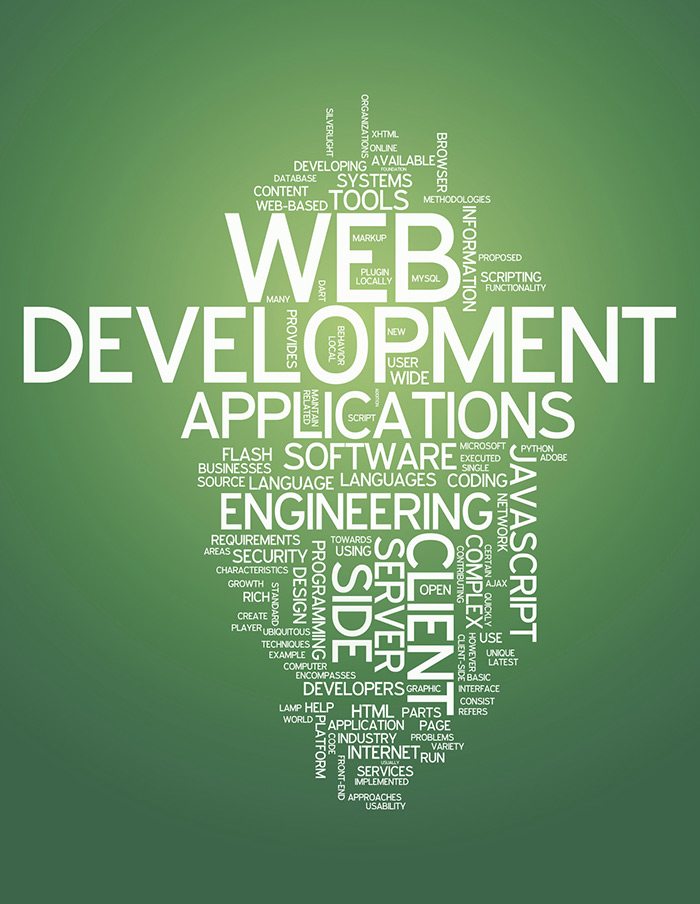 SILVERLIGHT
ORGANIZATIONS
XHTML
ONLINE
BROWSER
DEVELOPING
AVAILABLE
FOUNDATION
DATABASE
SYSTEMS
CONTENT
METHODOLOGIES
WEB-BASED
TOOLS
INFORMATION
WEB
MARKUP
PROPOSED
PLUGIN
LOCALLY
MYSQL
SCRIPTING
FUNCTIONALITY
DART
MANY
DEVELOPMENT
PROVIDES
BEHAVIOR
LOCAL
NEW
USER
WIDE
APPLICATIONS
MAINTAIN
RELATED
SCRIPT
ADDITION
FLASH
SOFTWARE
MICROSOFT
PYTHON
EXECUTED
ADOBE
BUSINESSES
SINGLE
SOURCE
LANGUAGE
LANGUAGES
CODING
JAVASCRIPT
ENGINEERING
NETWORK
REQUIREMENTS
TOWARDS
AREAS
SECURITY
USING
CHARACTERISTICS
PROGRAMMING
SIDE
SERVER
CLIENT
COMPLEX
CONTRIBUTING
CERTAIN
GROWTH
DESIGN
OPEN
AJAX
RICH
STANDARD
QUICKLY
CREATE
PLAYER
UBIQUITOUS
USE
TECHNIQUES
CLIENT-SIDE
HOWEVER
EXAMPLE
UNIQUE
COMPUTER
LATEST
ENCOMPASSES
BASIC
DEVELOPERS
GRAPHIC
INTERFACE
CONSIST
LAMP
HELP
HTML
PARTS
REFERS
WORLD
PLATFORM
APPLICATION
PAGE
CODE
INDUSTRY
PROBLEMS
INTERNET
VARIETY
RUN
FRONT-END
USUALLY
SERVICES
IMPLEMENTED
APPROACHES
USABILITY